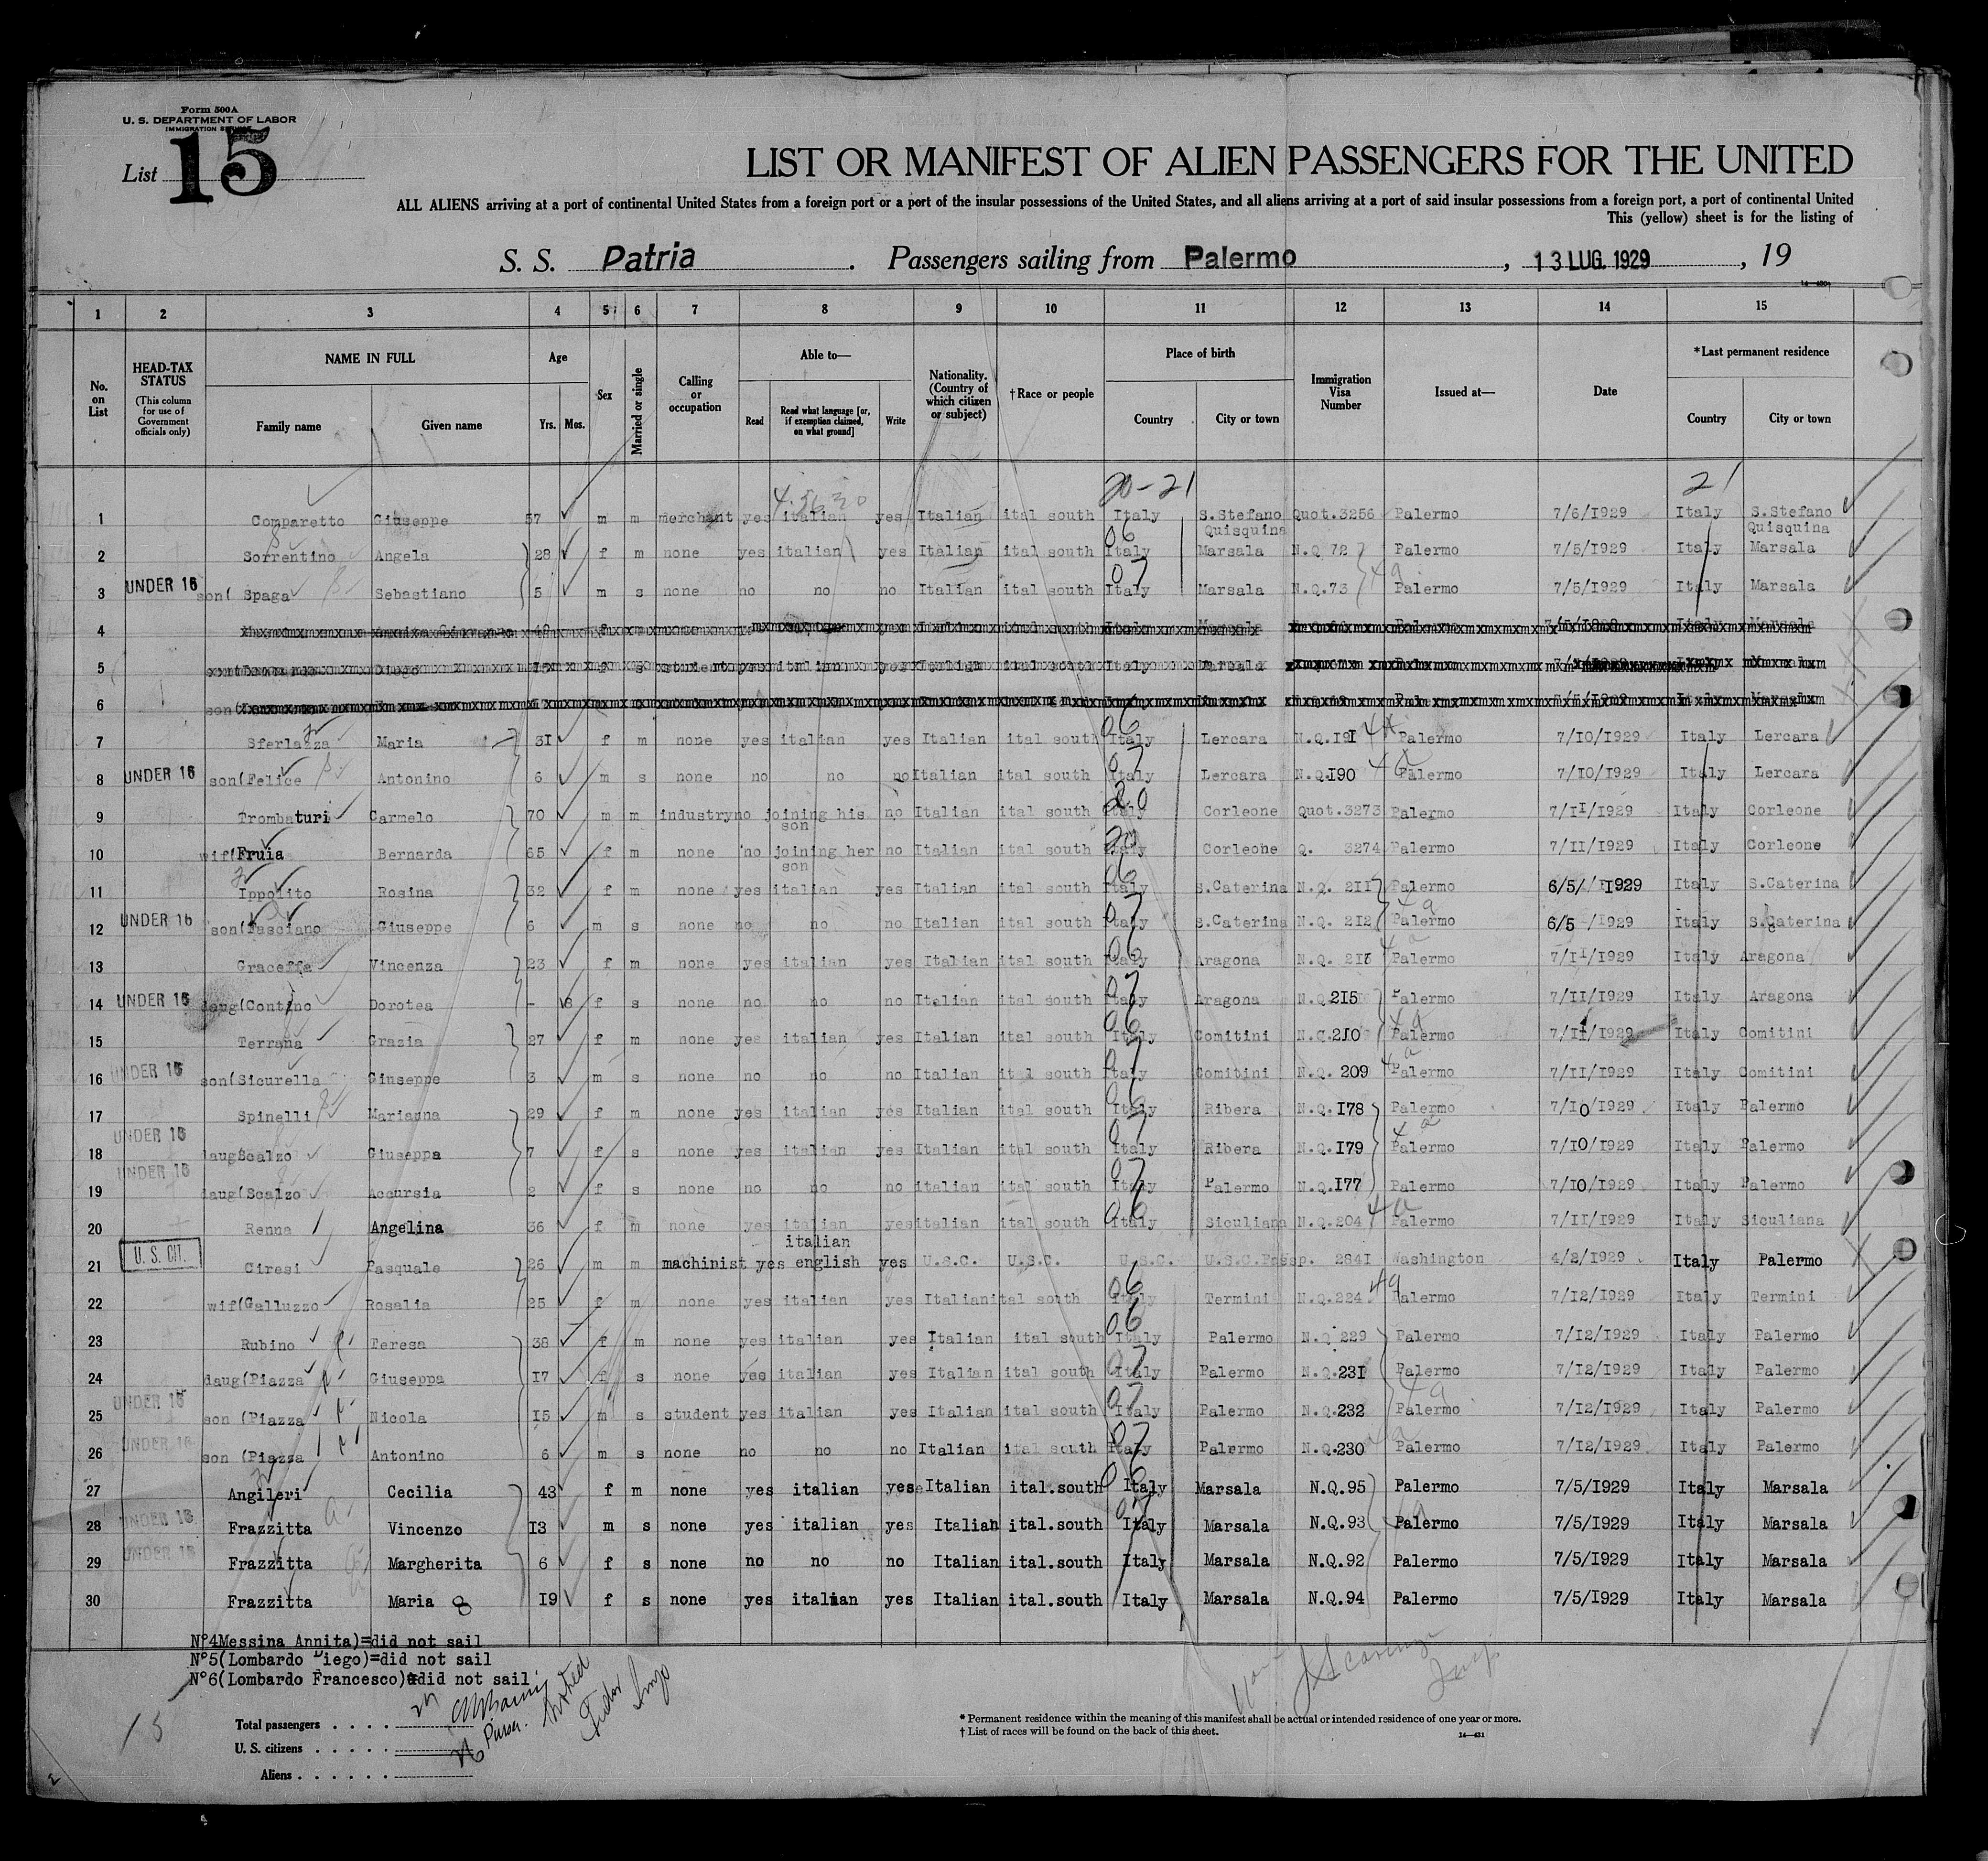 Form 500A
U. S. DEPARTMENT OF LABOR
IMMIGRATION SERVICE
List 15
LIST OR MANIFEST OF ALIEN PASSENGERS FOR THE UNITED
ALL ALIENS arriving at a port of continental United States from a foreign port or a port of the insular possessions of the United States, and all aliens arriving at a port of said insular possessions from a foreign port, a port of continental United
This (yellow) sheet is for the listing of
S. S. Patria . Passengers sailing from Palermo , 13 LUG. 1929 , 19
1 2 3 4 5 6 7 8 9 10 11 12 13 14 15
HEAD-TAX STATUS (This column for use of Government officials only)
NAME IN FULL Age Able to— Place of birth *Last permanent residence
No. on List Family name Given name Yrs. Mos. Sex Married or single Calling or occupation Read Read what language [or, if exemption claimed, on what ground] Write Nationality. (Country of which citizen or subject) †Race or people Country City or town Immigration Visa Number Issued at— Date Country City or town
20-21 21
1 Comparetto Giuseppe 57 m m merchant yes italian yes Italian ital south Italy S.Stefano Quisquina Quot.3256 Palermo 7/6/1929 Italy S.Stefano Quisquina
2 Sorrentino Angela 28 f m none yes italian yes Italian ital south Italy Marsala N.Q 72 Palermo 7/5/1929 Italy Marsala
3 UNDER 16 son( Spaga Sebastiano 5 m s none no no no Italian ital south Italy Marsala N.Q.73 Palermo 7/5/1929 Italy Marsala
4
5
6
7 Sferlazza Maria 31 f m none yes italian yes Italian ital south Italy Lercara N.Q.191 Palermo 7/10/1929 Italy Lercara
8 UNDER 16 son(Felice Antonino 6 m s none no no no Italian ital south Italy Lercara N.Q.190 Palermo 7/10/1929 Italy Lercara
9 Trombaturi Carmelo 70 m m industry no joining his son no Italian ital south Italy Corleone Quot.3273 Palermo 7/11/1929 Italy Corleone
10 wif(Fruia Bernarda 65 f m none no joining her son no Italian ital south Italy Corleone Q. 3274 Palermo 7/11/1929 Italy Corleone
11 Ippolito Rosina 32 f m none yes italian yes Italian ital south Italy S.Caterina N.Q. 211 Palermo 6/5/1929 Italy S.Caterina
12 UNDER 16 son(Fasciano Giuseppe 6 m s none no no no Italian ital south Italy S.Caterina N.Q. 212 Palermo 6/5/1929 Italy S.Caterina
13 Graceffa Vincenza 23 f m none yes italian yes Italian ital south Italy Aragona N.Q. Palermo 7/11/1929 Italy Aragona
14 UNDER 16 daug(Contino Dorotea - 8 f s none no no no Italian ital south Italy Aragona N.Q.215 Palermo 7/11/1929 Italy Aragona
15 Terrana Grazia 27 f m none yes italian yes Italian ital south Italy Comitini N.Q.210 Palermo 7/11/1929 Italy Comitini
16 UNDER 16 son(Sicurella Giuseppe 3 m s none no no no Italian ital south Italy Comitini N.Q. 209 Palermo 7/11/1929 Italy Comitini
17 Spinelli Marianna 29 f m none yes italian yes Italian ital south Italy Ribera N.Q.178 Palermo 7/10/1929 Italy Palermo
18 UNDER 16 daug(Scalzo Giuseppa 7 f s none yes italian yes Italian ital south Italy Ribera N.Q.179 Palermo 7/10/1929 Italy Palermo
19 UNDER 16 daug(Scalzo Accursia 2 f s none no no no italian ital south Italy Palermo N.Q.177 Palermo 7/10/1929 Italy Palermo
20 Renna Angelina 36 f m none yes italian yes italian ital south Italy Siculiana N.Q.204 Palermo 7/11/1929 Italy Siculiana
21 U. S. CIT. Ciresi Pasquale 26 m m machinist yes italian english yes U.S.C. U.S.C. U.S.C. U.S.C. Passp. 2841 Washington 4/2/1929 Italy Palermo
22 wif(Galluzzo Rosalia 25 f m none yes italian yes Italian ital south Italy Termini N.Q.224 Palermo 7/12/1929 Italy Termini
23 Rubino Teresa 38 f m none yes italian yes Italian ital south Italy Palermo N.Q 229 Palermo 7/12/1929 Italy Palermo
24 daug(Piazza Giuseppa 17 f s none yes italian yes Italian ital south Italy Palermo N.Q.231 Palermo 7/12/1929 Italy Palermo
25 UNDER 16 son (Piazza Nicola 15 m s student yes italian yes Italian ital south Italy Palermo N.Q.232 Palermo 7/12/1929 Italy Palermo
26 UNDER 16 son (Piazza Antonino 6 m s none no no no Italian ital south Italy Palermo N.Q.230 Palermo 7/12/1929 Italy Palermo
27 Angileri Cecilia 43 f m none yes italian yes Italian ital.south Italy Marsala N.Q.95 Palermo 7/5/1929 Italy Marsala
28 UNDER 16 Frazzitta Vincenzo 13 m s none yes italian yes Italian ital.south Italy Marsala N.Q.93 Palermo 7/5/1929 Italy Marsala
29 UNDER 16 Frazzitta Margherita 6 f s none no no no Italian ital.south Italy Marsala N.Q.92 Palermo 7/5/1929 Italy Marsala
30 Frazzitta Maria 8 19 f s none yes italian yes Italian ital.south Italy Marsala N.Q.94 Palermo 7/5/1929 Italy Marsala
N°4Messina Annita)=did not sail
N°5(Lombardo Diego)=did not sail
N°6(Lombardo Francesco)=did not sail
15
Total passengers
U. S. citizens
Aliens
Purser.
* Permanent residence within the meaning of this manifest shall be actual or intended residence of one year or more.
† List of races will be found on the back of this sheet.
14—431